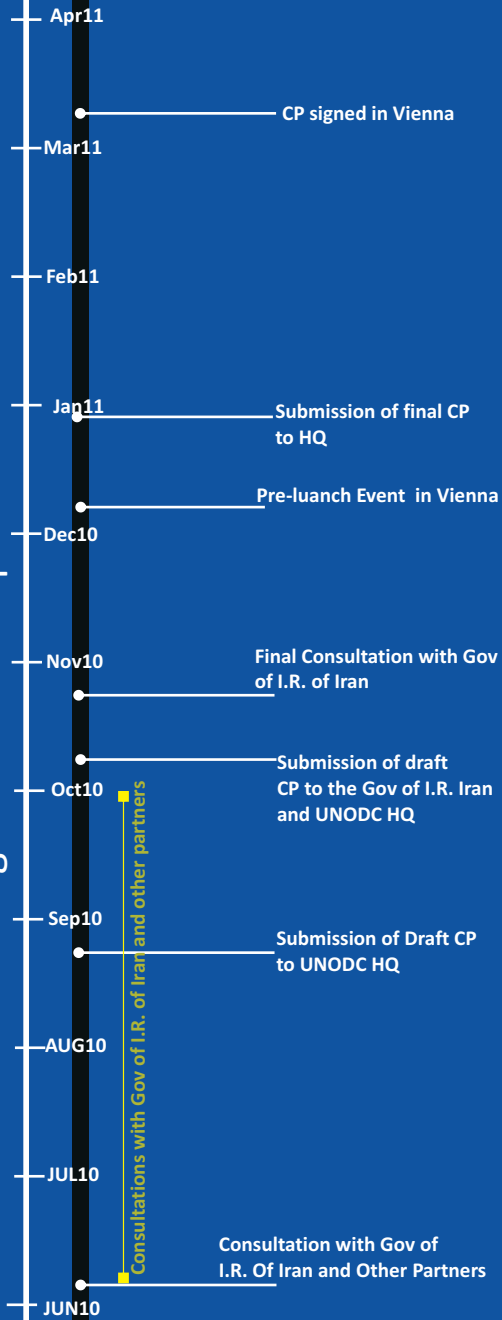 Apr11
CP signed in Vienna
Mar11
Feb11
Jan11
Submission of final CP
to HQ
Pre-luanch Event in Vienna
Dec10
Nov10
Final Consultation with Gov
of I.R. of Iran
Submission of draft
CP to the Gov of I.R. Iran
and UNODC HQ
Oct10
Consultations with Gov of I.R. of Iran and other partners
Sep10
Submission of Draft CP
to UNODC HQ
AUG10
JUL10
Consultation with Gov of
I.R. Of Iran and Other Partners
JUN10